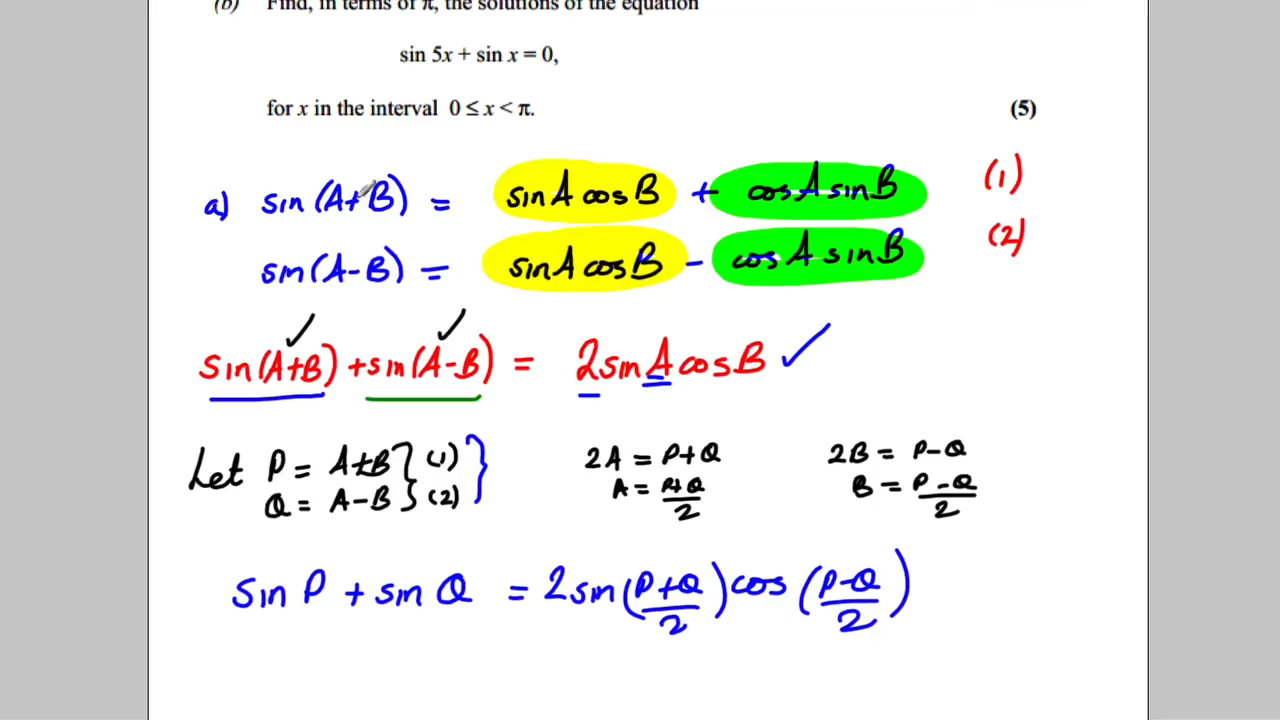 (b) Find, in terms of π, the solutions of the equation
sin 5x + sin x = 0,
for x in the interval 0 ≤ x < π. (5)
a) sin (A+B) = sinA cosB + cosA sinB (1)
sin(A-B) = sinA cosB - cosA sinB (2)
sin(A+B) + sin(A-B) = 2sinA cosB ✓
Let P = A+B } (1) 2A = P+Q 2B = P-Q
Q = A-B } (2) A = P+Q/2 B = P-Q/2
sin P + sin Q = 2sin(P+Q/2)cos(P-Q/2)